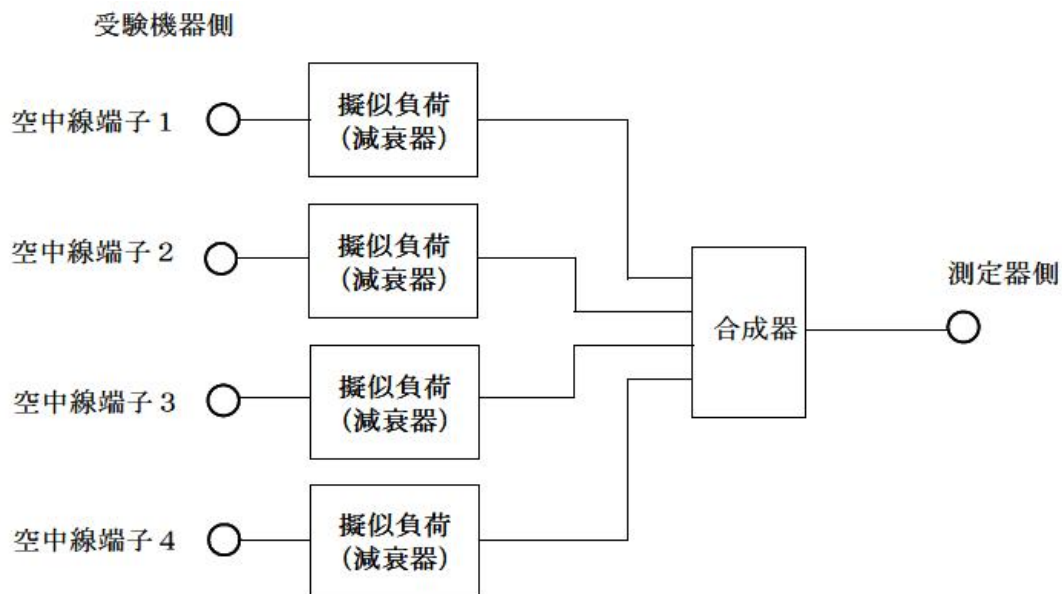 受験機器側
空中線端子１
擬似負荷
（減衰器）
空中線端子２
擬似負荷
（減衰器）
測定器側
合成器
空中線端子３
擬似負荷
（減衰器）
空中線端子４
擬似負荷
（減衰器）